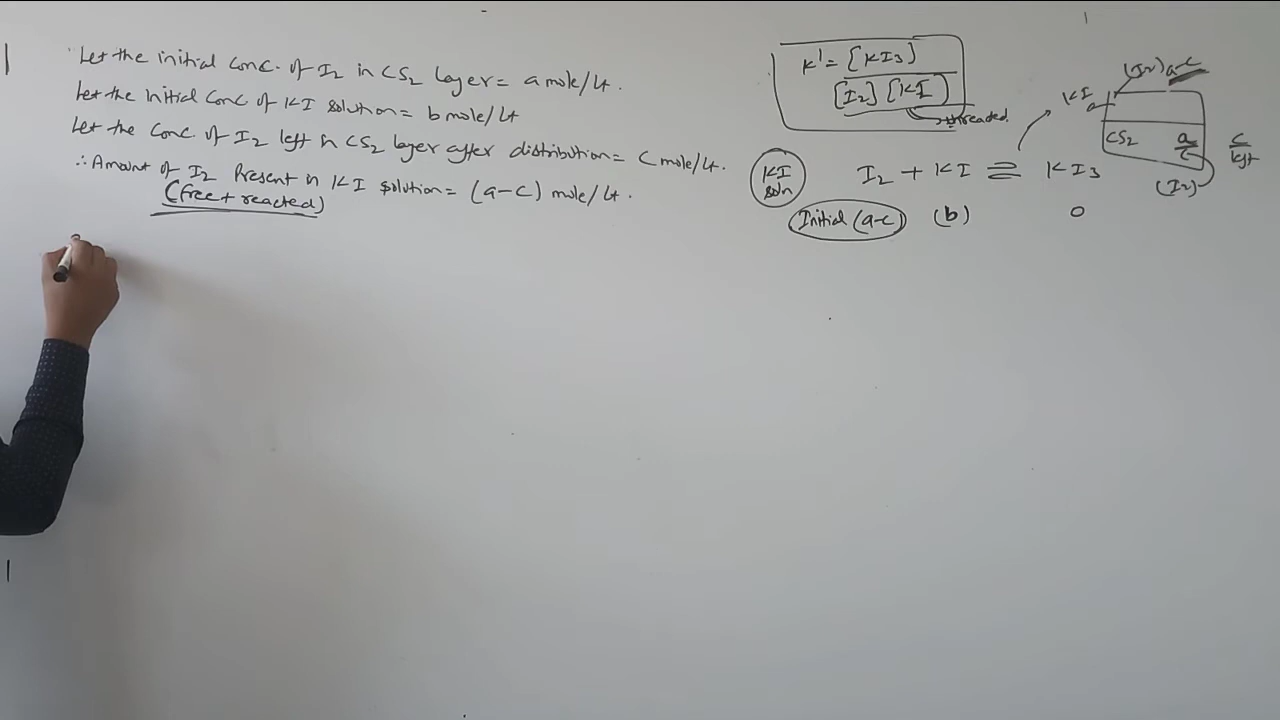 Let the initial Conc. of I2 in CS2 layer = a mole/Lt.
Let the initial Conc of KI solution = b mole/Lt
Let the Conc of I2 left in CS2 layer after distribution = C mole/Lt.
∴ Amount of I2 Present in KI solution = (a-c) mole/Lt.
(free + reacted)
K' = [KI3]
[I2] [KI]
KI
soln
I2 + KI ⇌ KI3
Initial (a-c) (b) 0
(I2) a-c
KI
CS2
a
c
(I2)
C
left